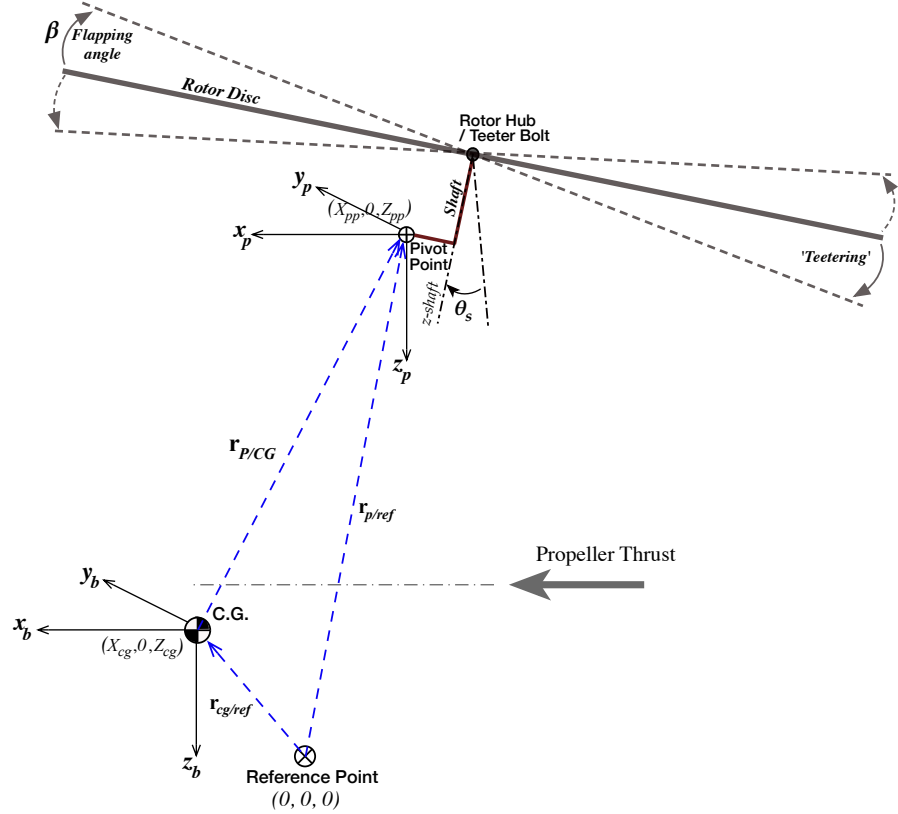 β
Flapping
angle
Rotor Disc
Rotor Hub
/ Teeter Bolt
y_p
(X_pp,0,Z_pp)
x_p
Shaft
Pivot
Point
'Teetering'
z-shaft
θ_s
z_p
r_P/CG
r_p/ref
Propeller Thrust
y_b
C.G.
x_b
(X_cg,0,Z_cg)
r_cg/ref
z_b
Reference Point
(0, 0, 0)